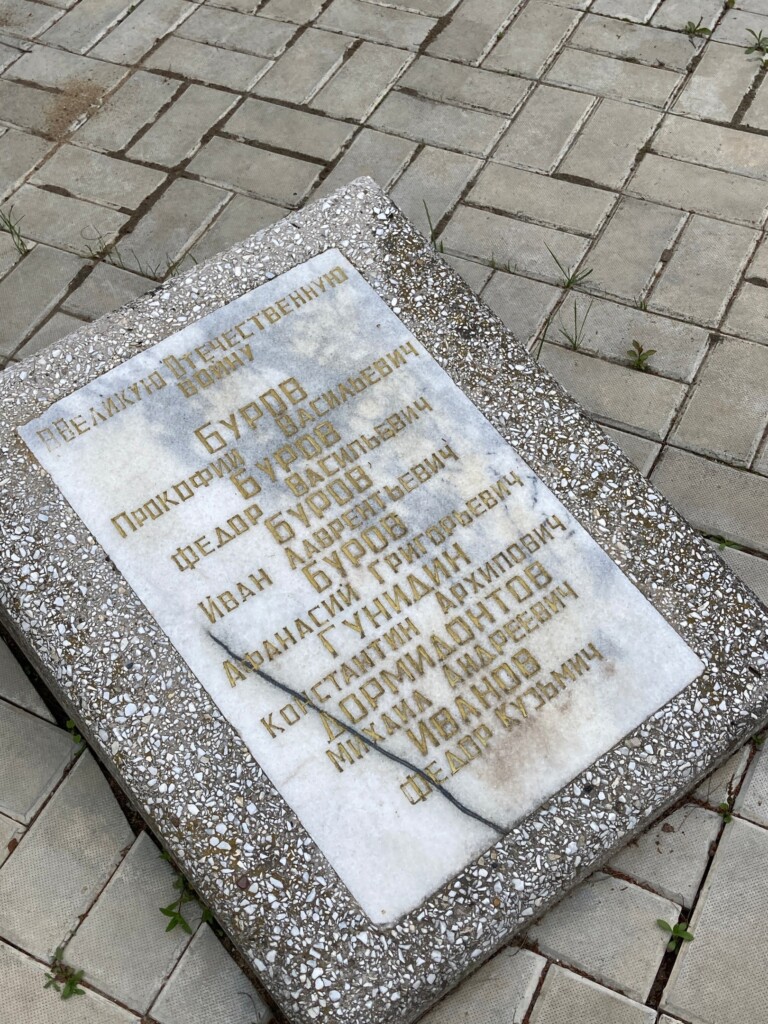 В ВЕЛИКУЮ ОТЕЧЕСТВЕННУЮ
ВОЙНУ
БУРОВ
ПРОКОФИЙ ВАСИЛЬЕВИЧ
БУРОВ
ФЕДОР ВАСИЛЬЕВИЧ
БУРОВ
ИВАН ЛАВРЕНТЬЕВИЧ
БУРОВ
АФАНАСИЙ ГРИГОРЬЕВИЧ
ГУНИДИН
КОНСТАНТИН АРХИПОВИЧ
ДОРМИДОНТОВ
МИХАИЛ АНДРЕЕВИЧ
ИВАНОВ
ФЕДОР КУЗЬМИЧ